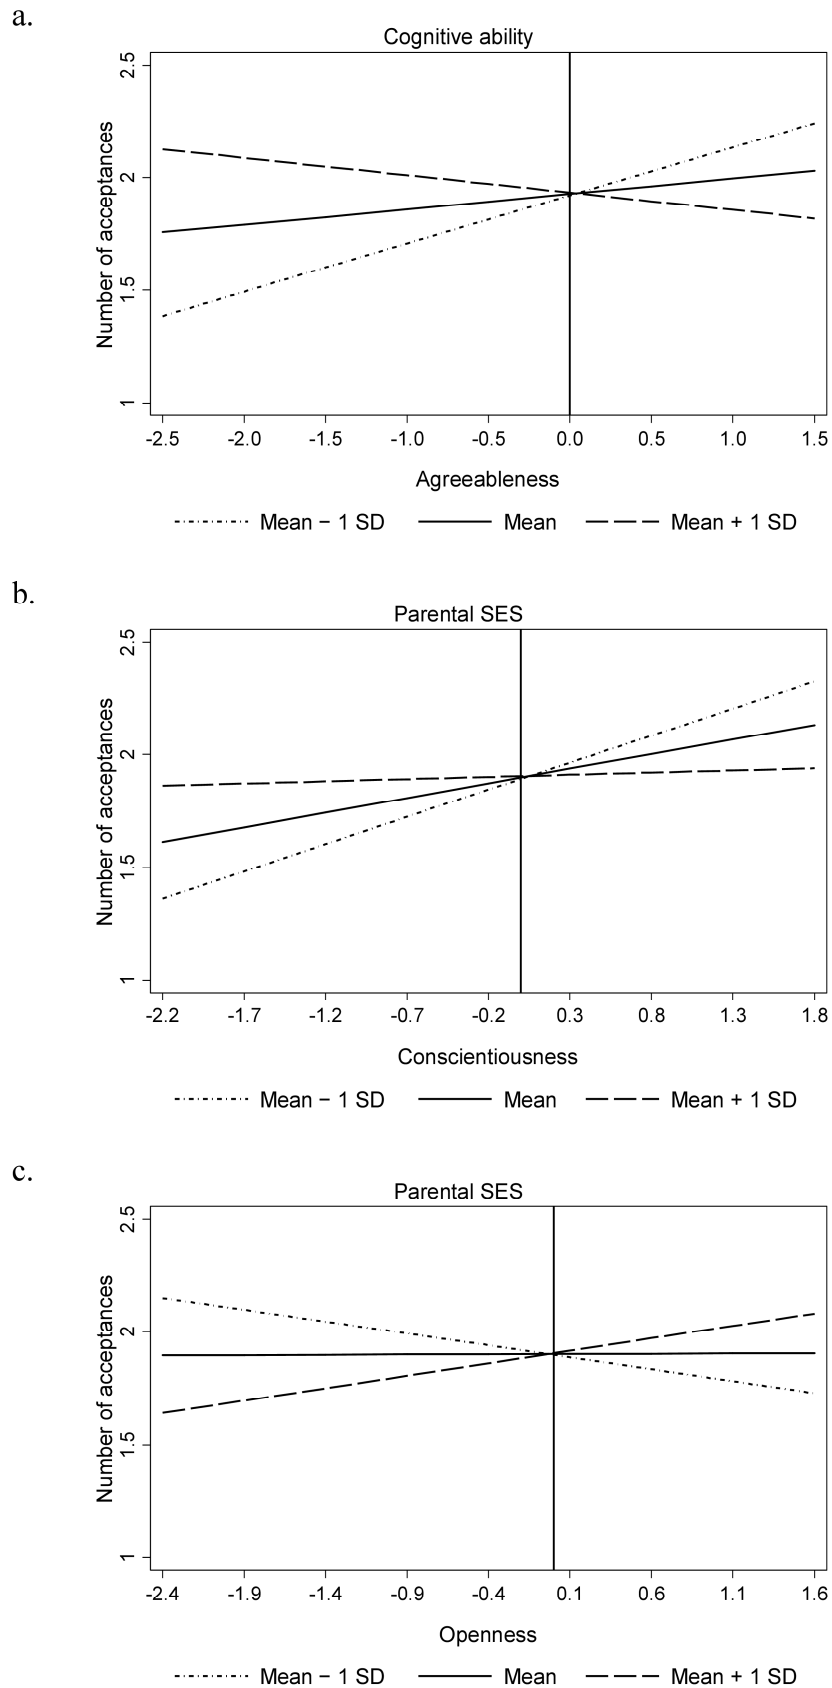 a.
Cognitive ability
Number of acceptances
2.5
2
1.5
1
-2.5 -2.0 -1.5 -1.0 -0.5 0.0 0.5 1.0 1.5
Agreeableness
Mean − 1 SD Mean Mean + 1 SD
b.
Parental SES
Number of acceptances
2.5
2
1.5
1
-2.2 -1.7 -1.2 -0.7 -0.2 0.3 0.8 1.3 1.8
Conscientiousness
Mean − 1 SD Mean Mean + 1 SD
c.
Parental SES
Number of acceptances
2.5
2
1.5
1
-2.4 -1.9 -1.4 -0.9 -0.4 0.1 0.6 1.1 1.6
Openness
Mean − 1 SD Mean Mean + 1 SD